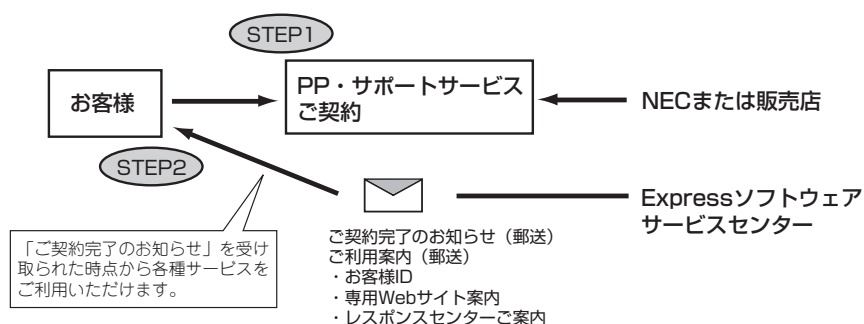 STEP1
お客様
PP・サポートサービス
ご契約
NECまたは販売店
STEP2
Expressソフトウェア
サービスセンター
「ご契約完了のお知らせ」を受け
取られた時点から各種サービスを
ご利用いただけます。
ご契約完了のお知らせ（郵送）
ご利用案内（郵送）
・お客様ID
・専用Webサイト案内
・レスポンスセンターご案内